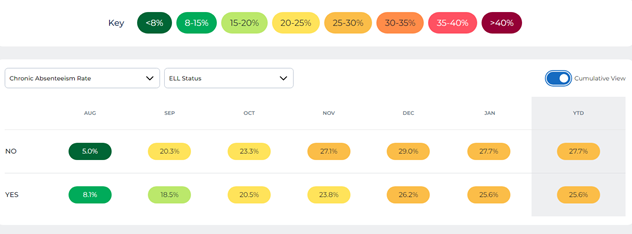 Key <8% 8-15% 15-20% 20-25% 25-30% 30-35% 35-40% >40%
Chronic Absenteeism Rate ELL Status Cumulative View
AUG SEP OCT NOV DEC JAN YTD
NO 5.0% 20.3% 23.3% 27.1% 29.0% 27.7% 27.7%
YES 8.1% 18.5% 20.5% 23.8% 26.2% 25.6% 25.6%